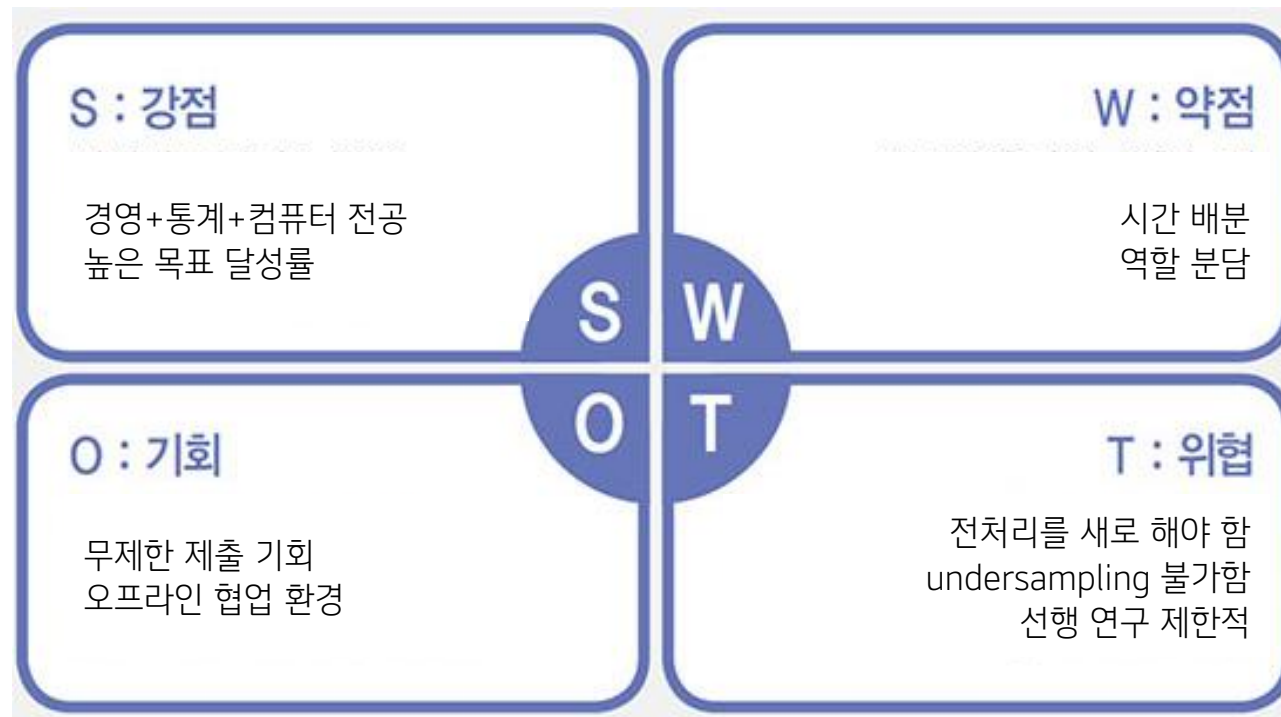 S : 강점
경영+통계+컴퓨터 전공
높은 목표 달성률
W : 약점
시간 배분
역할 분담
S W
O T
O : 기회
무제한 제출 기회
오프라인 협업 환경
T : 위협
전처리를 새로 해야 함
undersampling 불가함
선행 연구 제한적